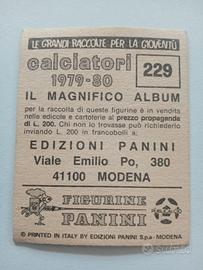 LE GRANDI RACCOLTE PER LA GIOVENTÙ
calciatori
1979-80
229
IL MAGNIFICO ALBUM
per la raccolta di queste figurine è in vendita
nelle edicole e cartolerie al prezzo propaganda
di L. 200. Chi non lo trovasse può richiederlo
inviando L. 200 in francobolli a:
EDIZIONI PANINI
Viale Emilio Po, 380
41100 MODENA
FIGURINE
PANINI
© PRINTED IN ITALY BY EDIZIONI PANINI S.p.a - MODENA